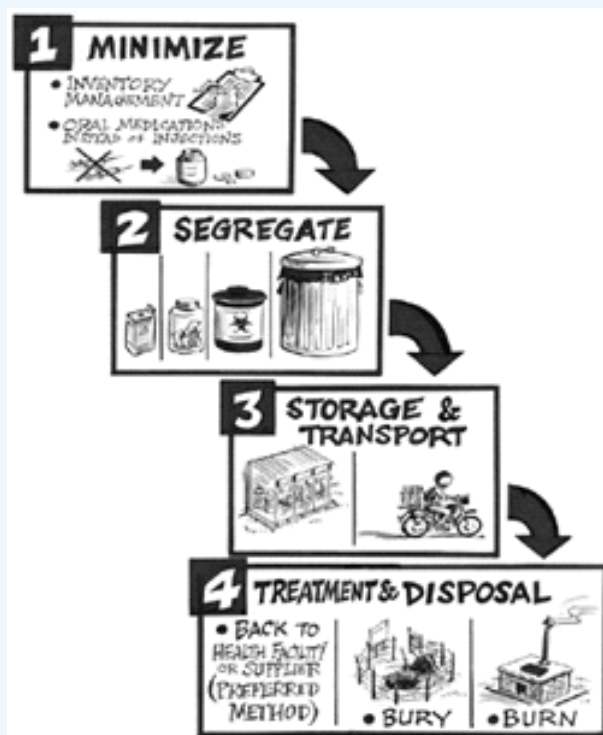 1 MINIMIZE
• INVENTORY
MANAGEMENT
• ORAL MEDICATIONS
INSTEAD OF INJECTIONS
2 SEGREGATE
3 STORAGE &
TRANSPORT
4 TREATMENT & DISPOSAL
• BACK TO
HEALTH FACILITY
OR SUPPLIER
(PREFERRED
METHOD)
• BURY
• BURN